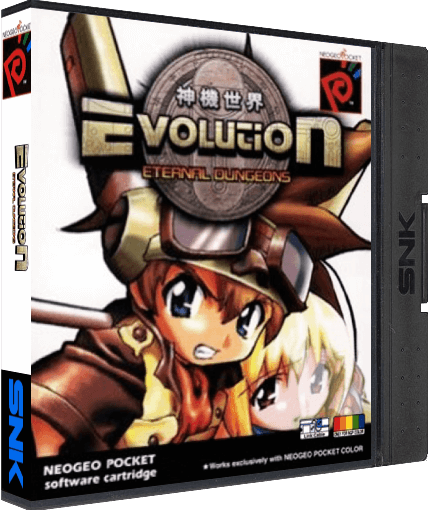 NEOGEO POCKET
神機世界
EVOLUTION
ETERNAL DUNGEONS
NEOGEO POCKET
software cartridge
★Works exclusively with NEOGEO POCKET COLOR
SNK
EVOLUTION
ETERNAL DUNGEONS
SNK